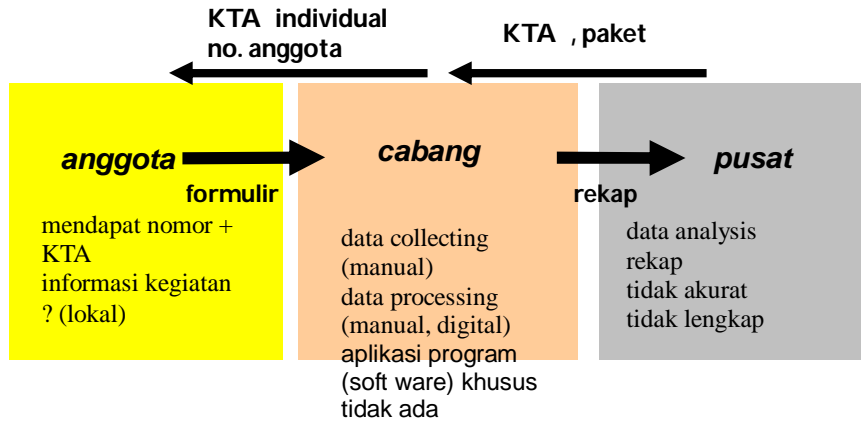 KTA individual
no. anggota
KTA , paket
anggota
formulir
mendapat nomor +
KTA
informasi kegiatan
? (lokal)
cabang
data collecting
(manual)
data processing
(manual, digital)
aplikasi program
(soft ware) khusus
tidak ada
rekap
pusat
data analysis
rekap
tidak akurat
tidak lengkap